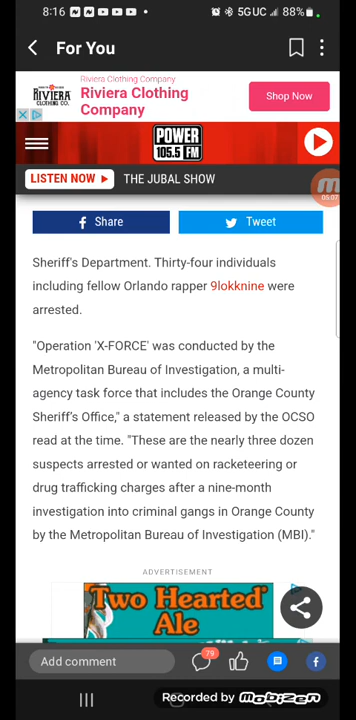 8:16
5GUC
88%
For You
Riviera Clothing Company
RIVIERA
CLOTHING CO.
Riviera Clothing
Company
Shop Now
POWER
105.5 FM
LISTEN NOW
THE JUBAL SHOW
05:07
Share
Tweet
Sheriff's Department. Thirty-four individuals
including fellow Orlando rapper 9lokknine were
arrested.
"Operation 'X-FORCE' was conducted by the
Metropolitan Bureau of Investigation, a multi-
agency task force that includes the Orange County
Sheriff's Office," a statement released by the OCSO
read at the time. "These are the nearly three dozen
suspects arrested or wanted on racketeering or
drug trafficking charges after a nine-month
investigation into criminal gangs in Orange County
by the Metropolitan Bureau of Investigation (MBI)."
ADVERTISEMENT
Two Hearted
Ale
Add comment
79
Recorded by mobizen